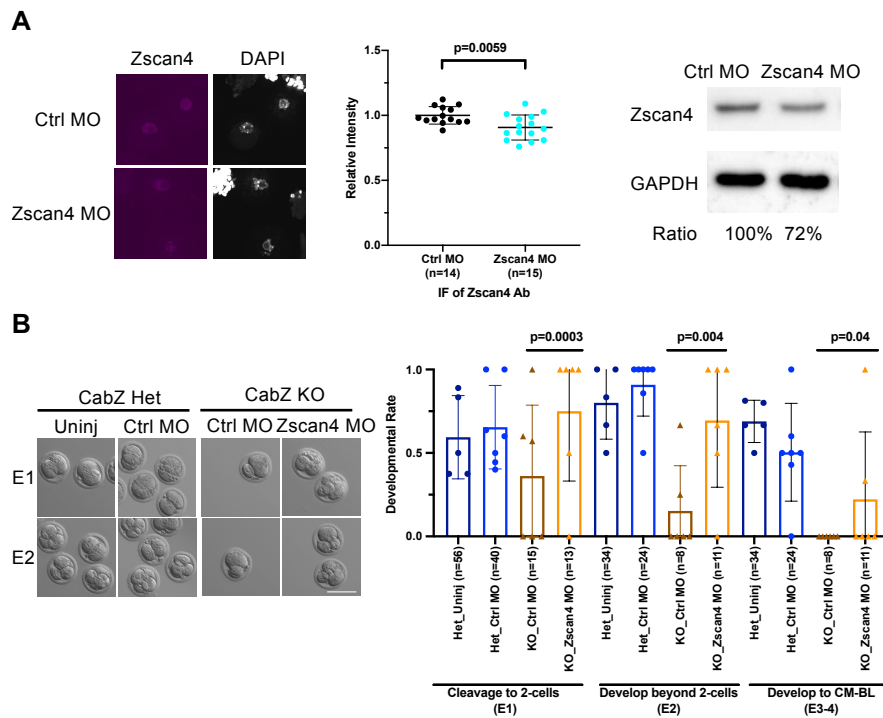 A
Zscan4 DAPI
Ctrl MO
Zscan4 MO
p=0.0059
Relative Intensity
1.5
1.0
0.5
0.0
Ctrl MO
(n=14)
Zscan4 MO
(n=15)
IF of Zscan4 Ab
Ctrl MO Zscan4 MO
Zscan4
GAPDH
Ratio 100% 72%
B
CabZ Het CabZ KO
Uninj Ctrl MO Ctrl MO Zscan4 MO
E1
E2
p=0.0003
p=0.004
p=0.04
Developmental Rate
1.0
0.5
0.0
Het_Uninj (n=56)
Het_Ctrl MO (n=40)
KO_Ctrl MO (n=15)
KO_Zscan4 MO (n=13)
Het_Uninj (n=34)
Het_Ctrl MO (n=24)
KO_Ctrl MO (n=8)
KO_Zscan4 MO (n=11)
Het_Uninj (n=34)
Het_Ctrl MO (n=24)
KO_Ctrl MO (n=8)
KO_Zscan4 MO (n=11)
Cleavage to 2-cells
(E1)
Develop beyond 2-cells
(E2)
Develop to CM-BL
(E3-4)